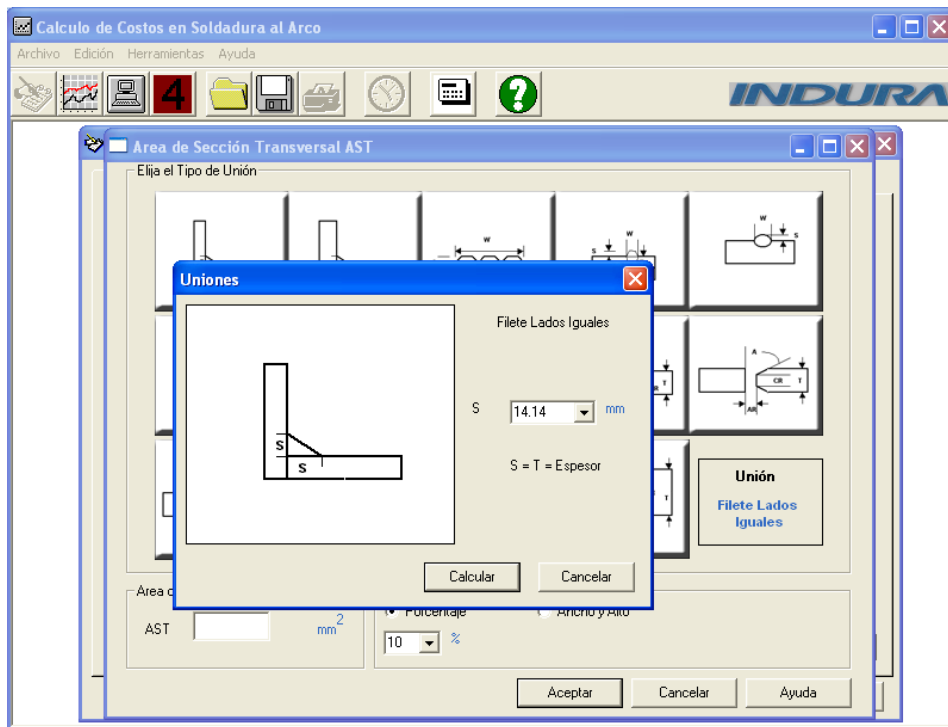 Calculo de Costos en Soldadura al Arco
Archivo Edición Herramientas Ayuda
4
?
INDURA
Area de Sección Transversal AST
Elija el Tipo de Unión
W
S W
W S
Uniones
Filete Lados Iguales
S 14.14 mm
S = T = Espesor
S
S
Calcular Cancelar
A
CR T
AR
R T
T
Unión
Filete Lados
Iguales
Area
AST mm2
Porcentaje Ancho y Alto
10 %
Aceptar Cancelar Ayuda